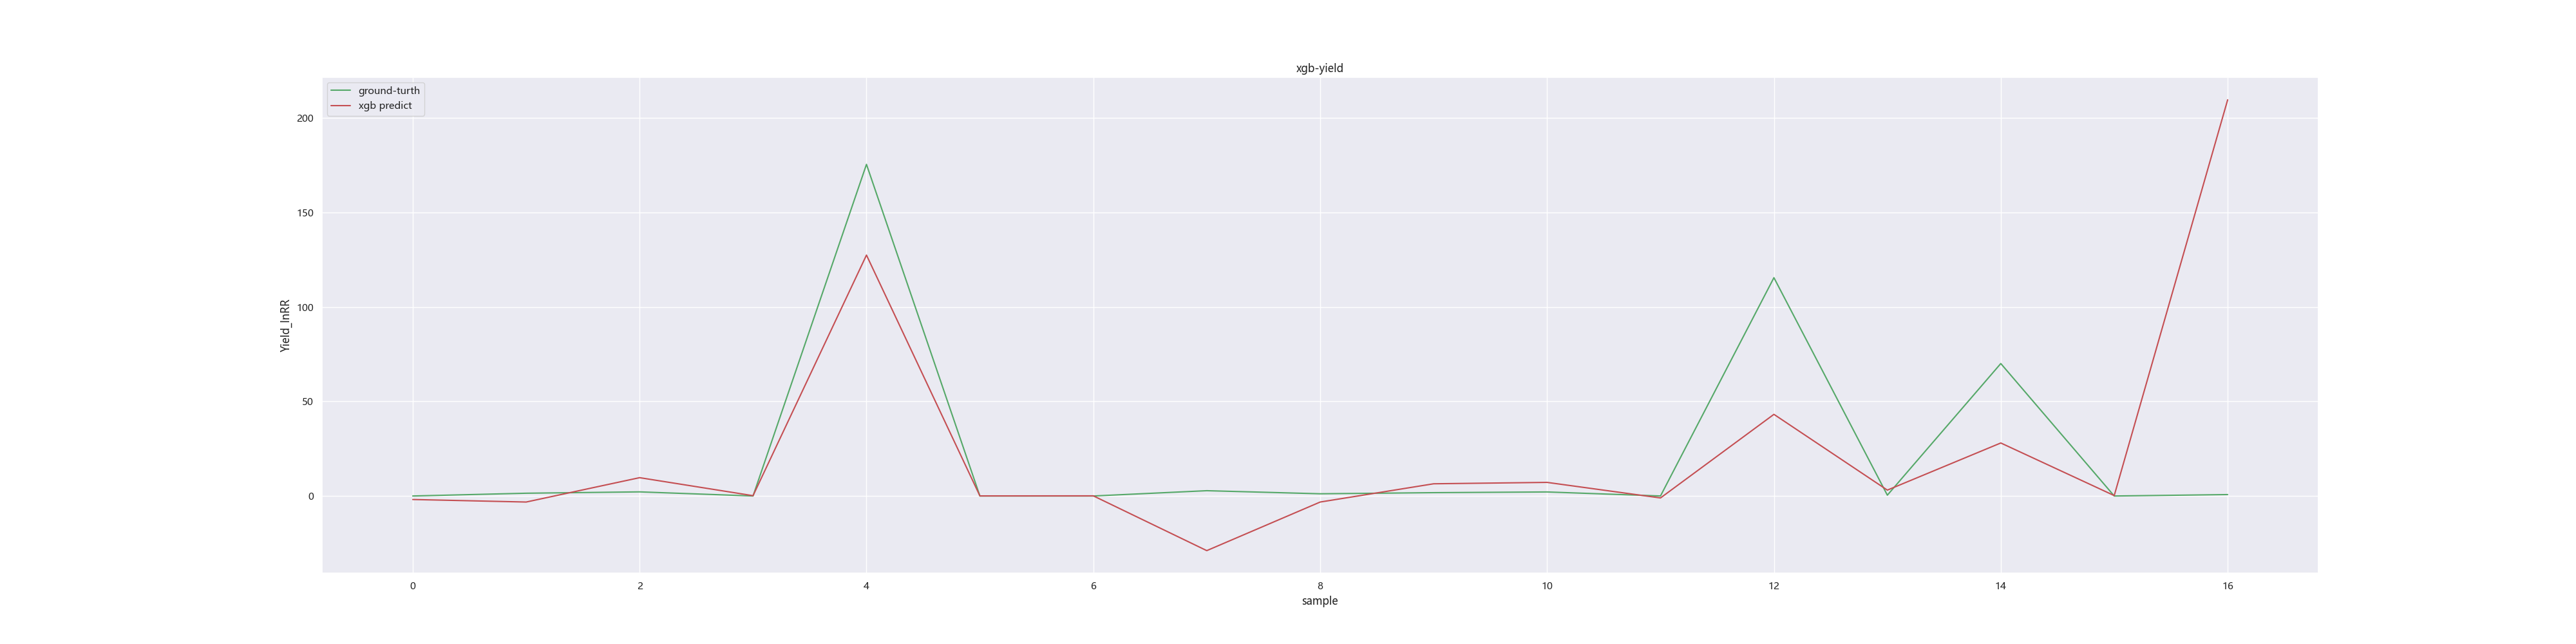 xgb-yield
ground-turth
xgb predict
200
150
100
50
0
Yield_lnRR
0 2 4 6 8 10 12 14 16
sample